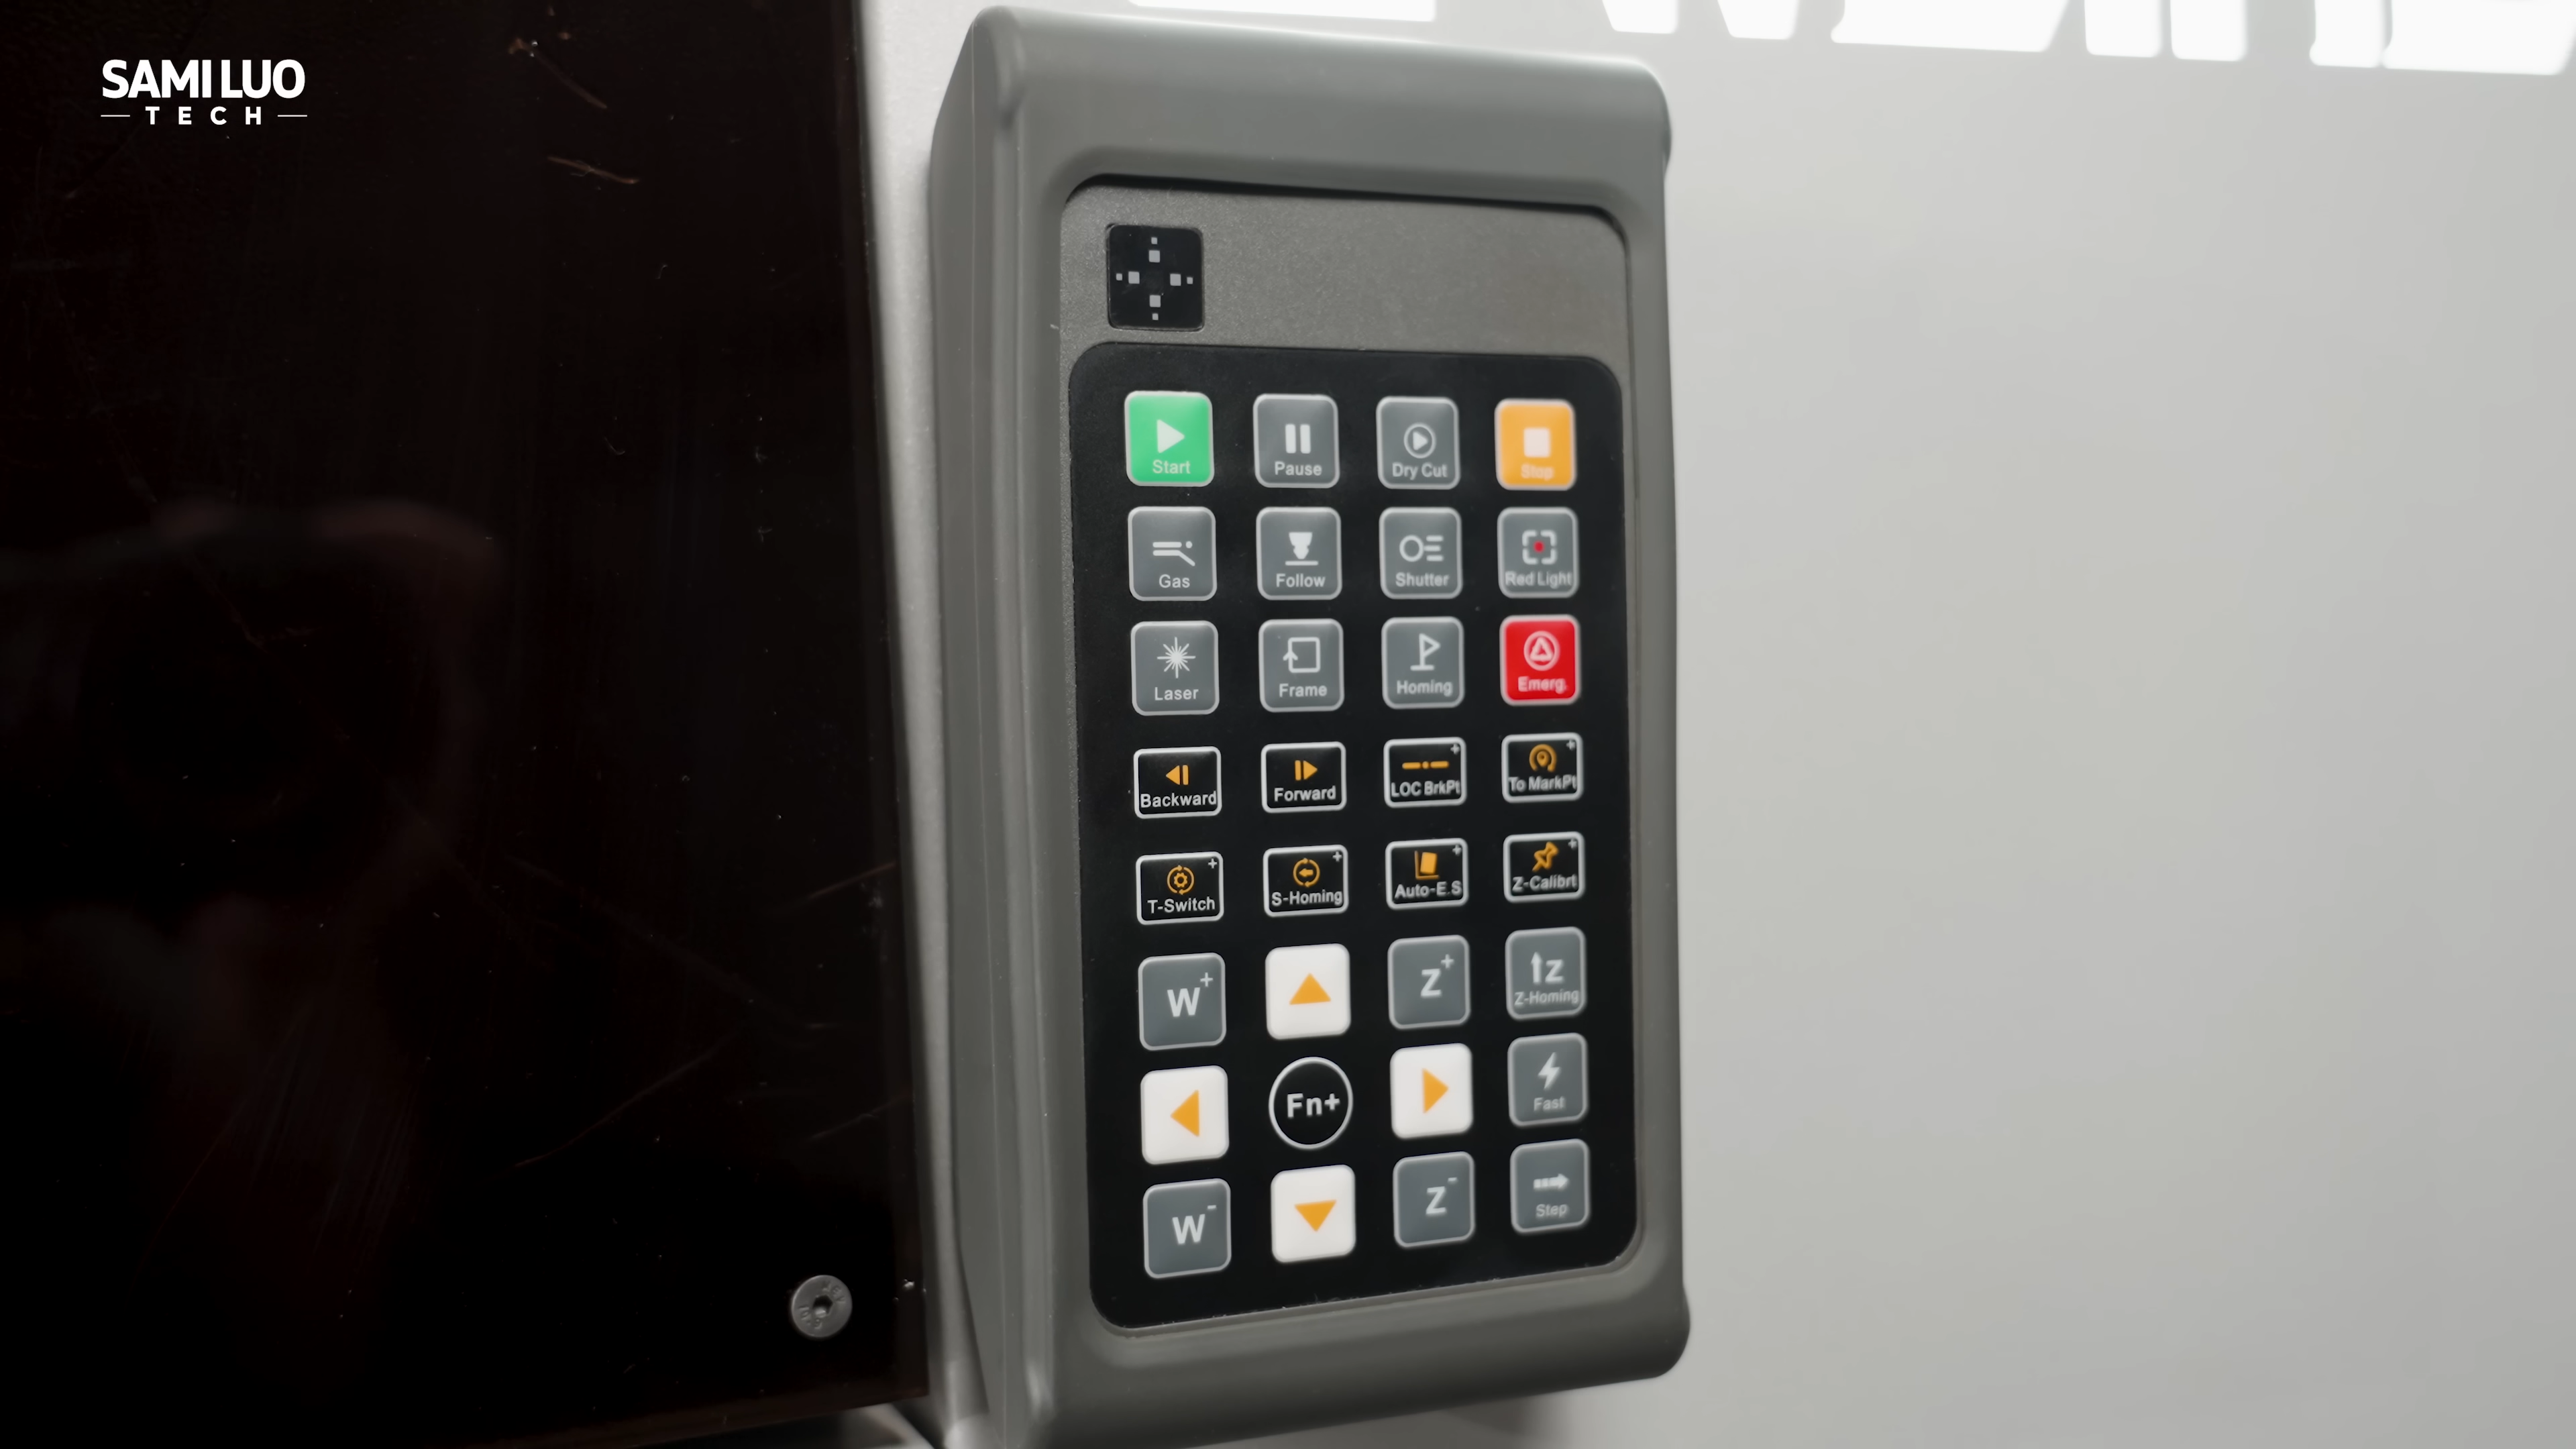 SAMI LUO
TECH
Start
Pause
Dry Cut
Stop
Gas
Follow
Shutter
Red Light
Laser
Frame
Homing
Emerg.
Backward
Forward
LOC BrkPt
To MarkPt
T-Switch
S-Homing
Auto-E.S
Z-Calibrt
W+
Z+
Z
Z-Homing
Fn+
Fast
W-
Z-
Step